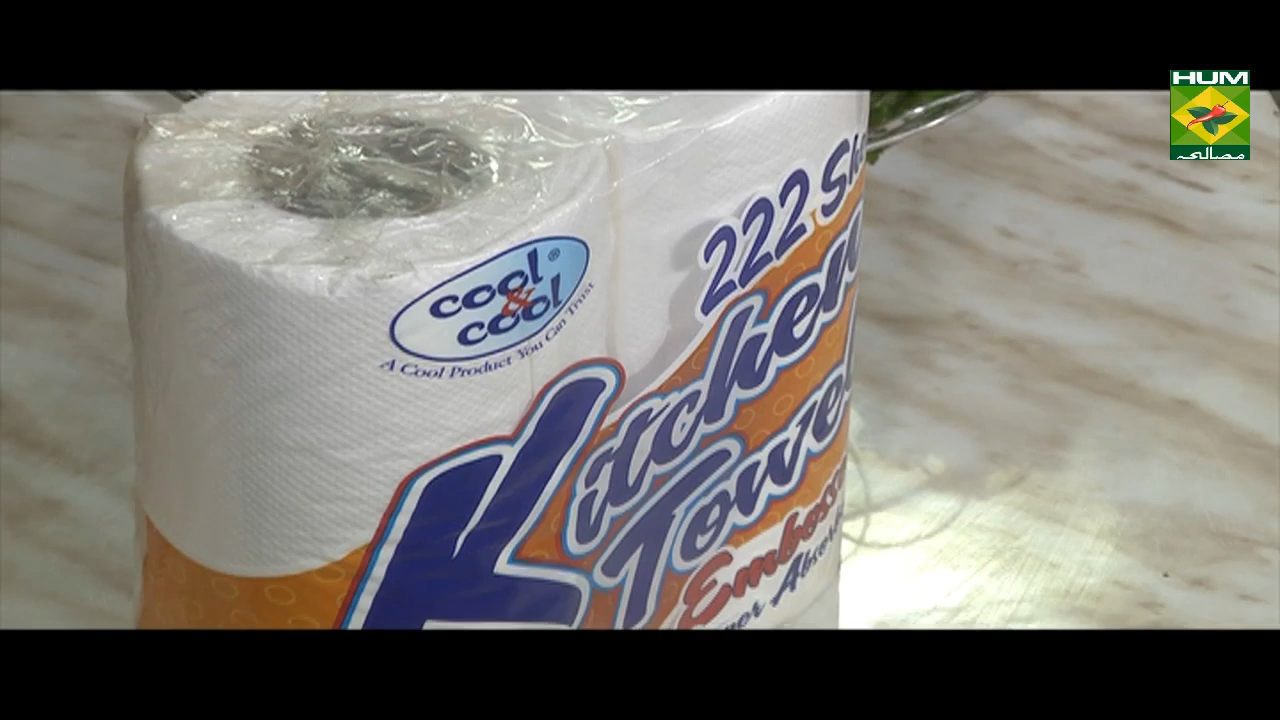 HUM
مصالحہ
cool®
&
cool
A Cool Product You Can Trust
222
Kitchen
Towel